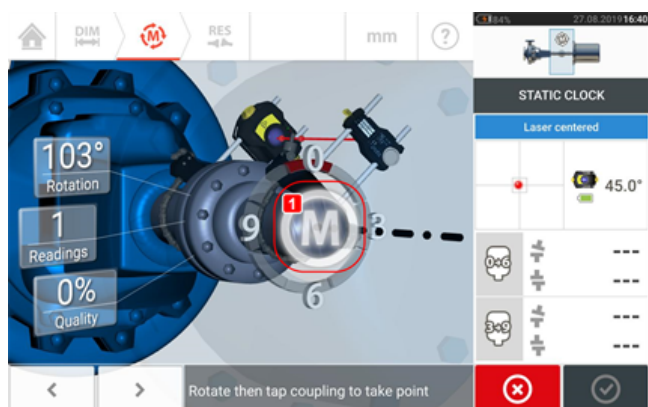 DIM
M
RES
mm
?
84%
27.08.2019 16:40
STATIC CLOCK
Laser centered
45.0°
103°
Rotation
1
Readings
0%
Quality
0
3
6
9
1
M
0+6
---
---
3+9
---
---
Rotate then tap coupling to take point